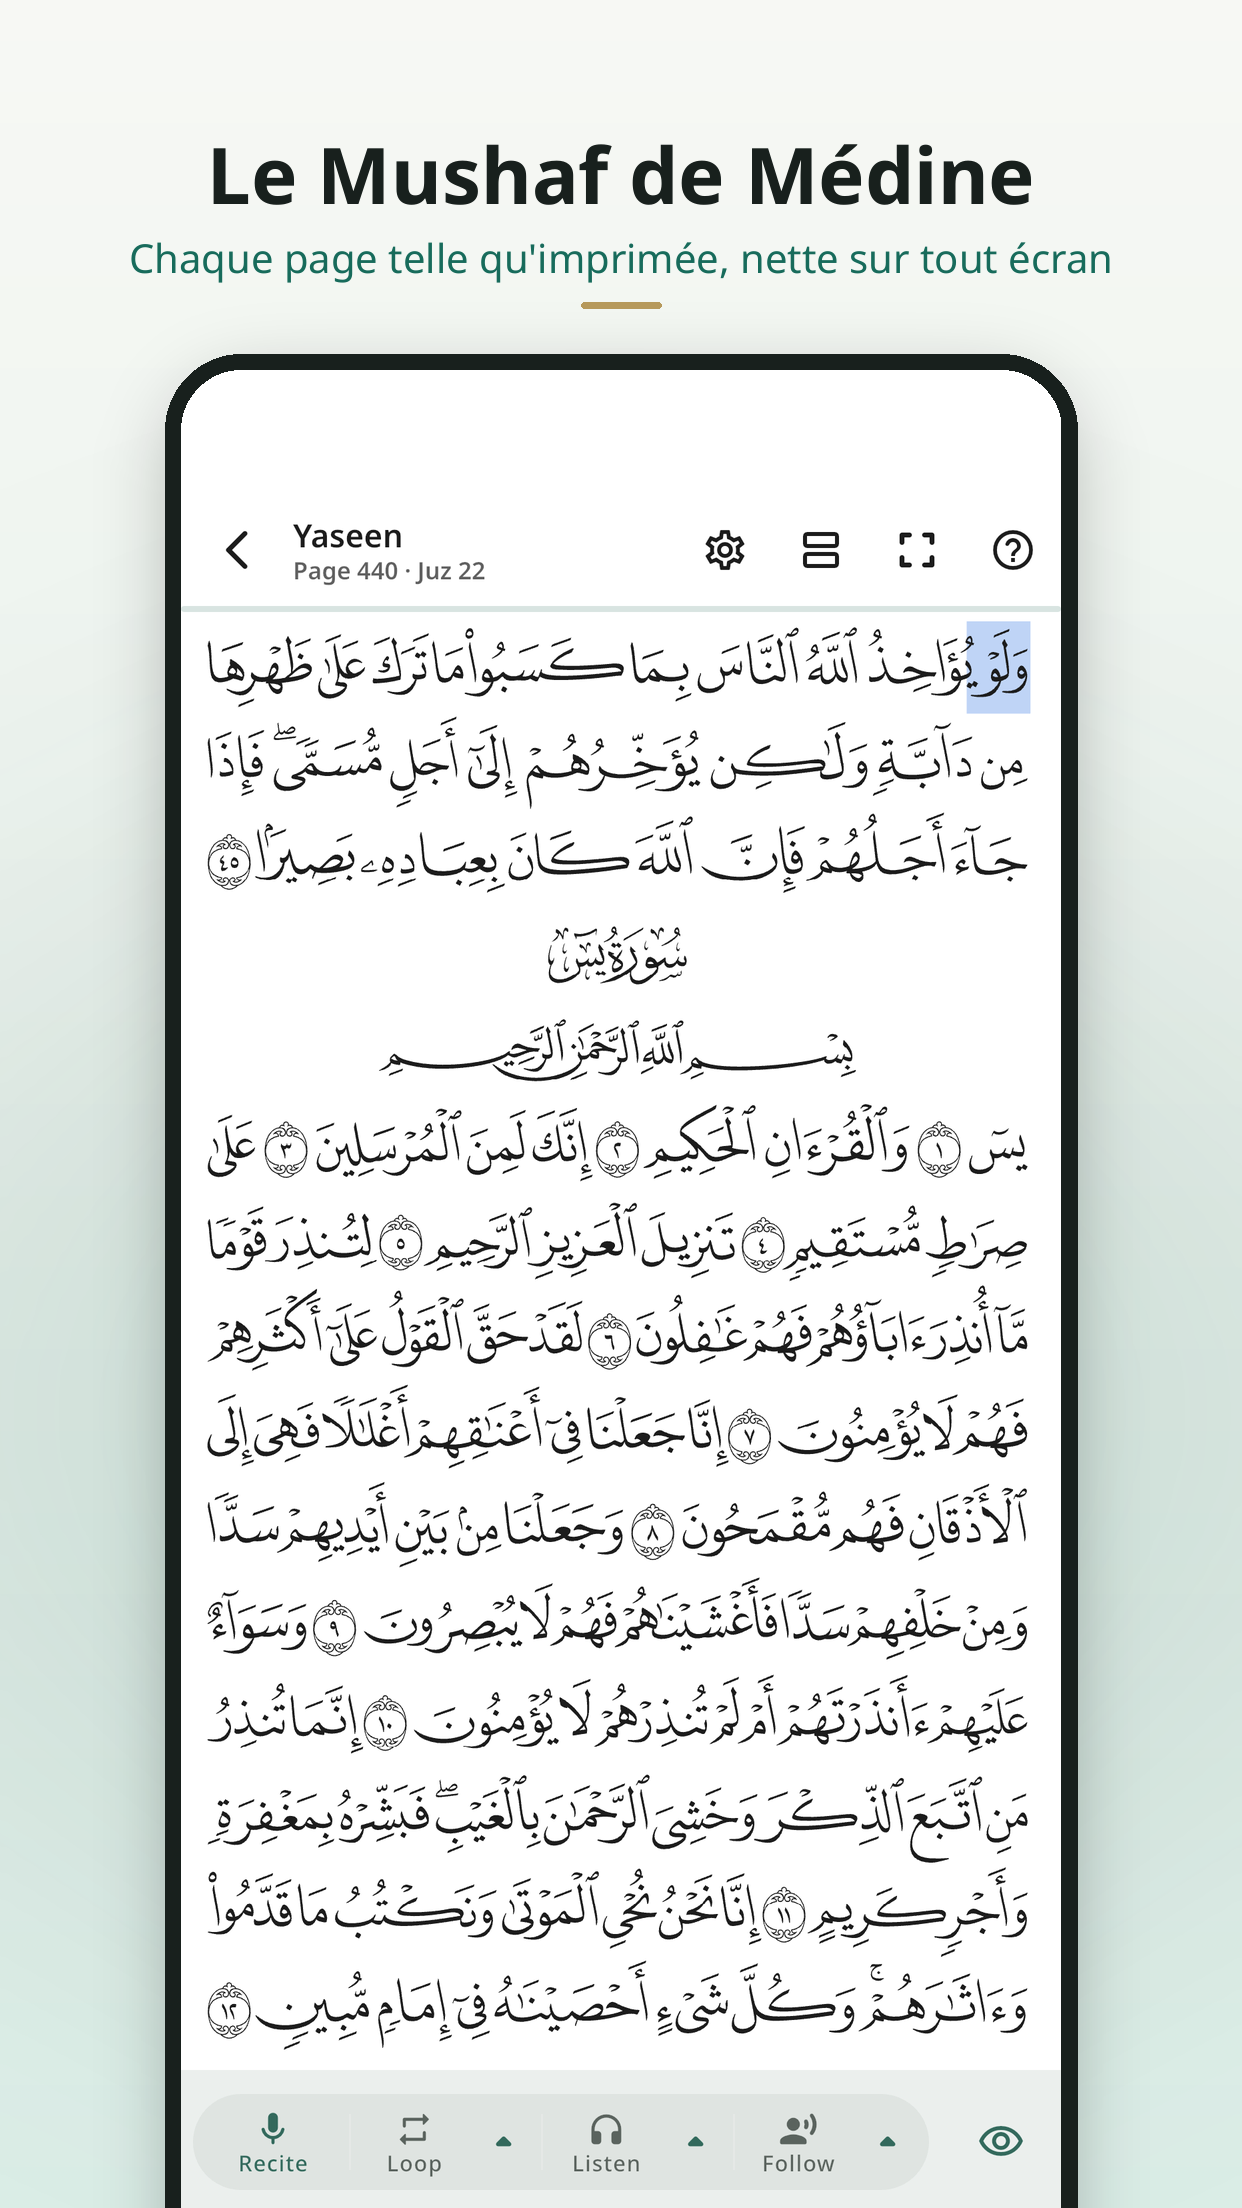 Le Mushaf de Médine
Chaque page telle qu'imprimée, nette sur tout écran
Yaseen
Page 440 · Juz 22
وَلَوۡ يُؤَاخِذُ ٱللَّهُ ٱلنَّاسَ بِمَا كَسَبُواْ مَا تَرَكَ عَلَىٰ ظَهۡرِهَا
مِن دَآبَّةٖ وَلَٰكِن يُؤَخِّرُهُمۡ إِلَىٰٓ أَجَلٖ مُّسَمّٗىۖ فَإِذَا
جَآءَ أَجَلُهُمۡ فَإِنَّ ٱللَّهَ كَانَ بِعِبَادِهِۦ بَصِيرَۢا ٤٥
سُورَةُ يسٓ
بِسۡمِ ٱللَّهِ ٱلرَّحۡمَٰنِ ٱلرَّحِيمِ
يسٓ ١ وَٱلۡقُرۡءَانِ ٱلۡحَكِيمِ ٢ إِنَّكَ لَمِنَ ٱلۡمُرۡسَلِينَ ٣ عَلَىٰ
صِرَٰطٖ مُّسۡتَقِيمٖ ٤ تَنزِيلَ ٱلۡعَزِيزِ ٱلرَّحِيمِ ٥ لِتُنذِرَ قَوۡمٗا
مَّآ أُنذِرَ ءَابَآؤُهُمۡ فَهُمۡ غَٰفِلُونَ ٦ لَقَدۡ حَقَّ ٱلۡقَوۡلُ عَلَىٰٓ أَكۡثَرِهِمۡ
فَهُمۡ لَا يُؤۡمِنُونَ ٧ إِنَّا جَعَلۡنَا فِيٓ أَعۡنَٰقِهِمۡ أَغۡلَٰلٗا فَهِيَ إِلَى
ٱلۡأَذۡقَانِ فَهُم مُّقۡمَحُونَ ٨ وَجَعَلۡنَا مِنۢ بَيۡنِ أَيۡدِيهِمۡ سَدّٗا
وَمِنۡ خَلۡفِهِمۡ سَدّٗا فَأَغۡشَيۡنَٰهُمۡ فَهُمۡ لَا يُبۡصِرُونَ ٩ وَسَوَآءٌ
عَلَيۡهِمۡ ءَأَنذَرۡتَهُمۡ أَمۡ لَمۡ تُنذِرۡهُمۡ لَا يُؤۡمِنُونَ ١٠ إِنَّمَا تُنذِرُ
مَنِ ٱتَّبَعَ ٱلذِّكۡرَ وَخَشِيَ ٱلرَّحۡمَٰنَ بِٱلۡغَيۡبِۖ فَبَشِّرۡهُ بِمَغۡفِرَةٖ
وَأَجۡرٖ كَرِيمٍ ١١ إِنَّا نَحۡنُ نُحۡيِ ٱلۡمَوۡتَىٰ وَنَكۡتُبُ مَا قَدَّمُواْ
وَءَاثَٰرَهُمۡۚ وَكُلَّ شَيۡءٍ أَحۡصَيۡنَٰهُ فِيٓ إِمَامٖ مُّبِينٖ ١٢
Recite Loop Listen Follow